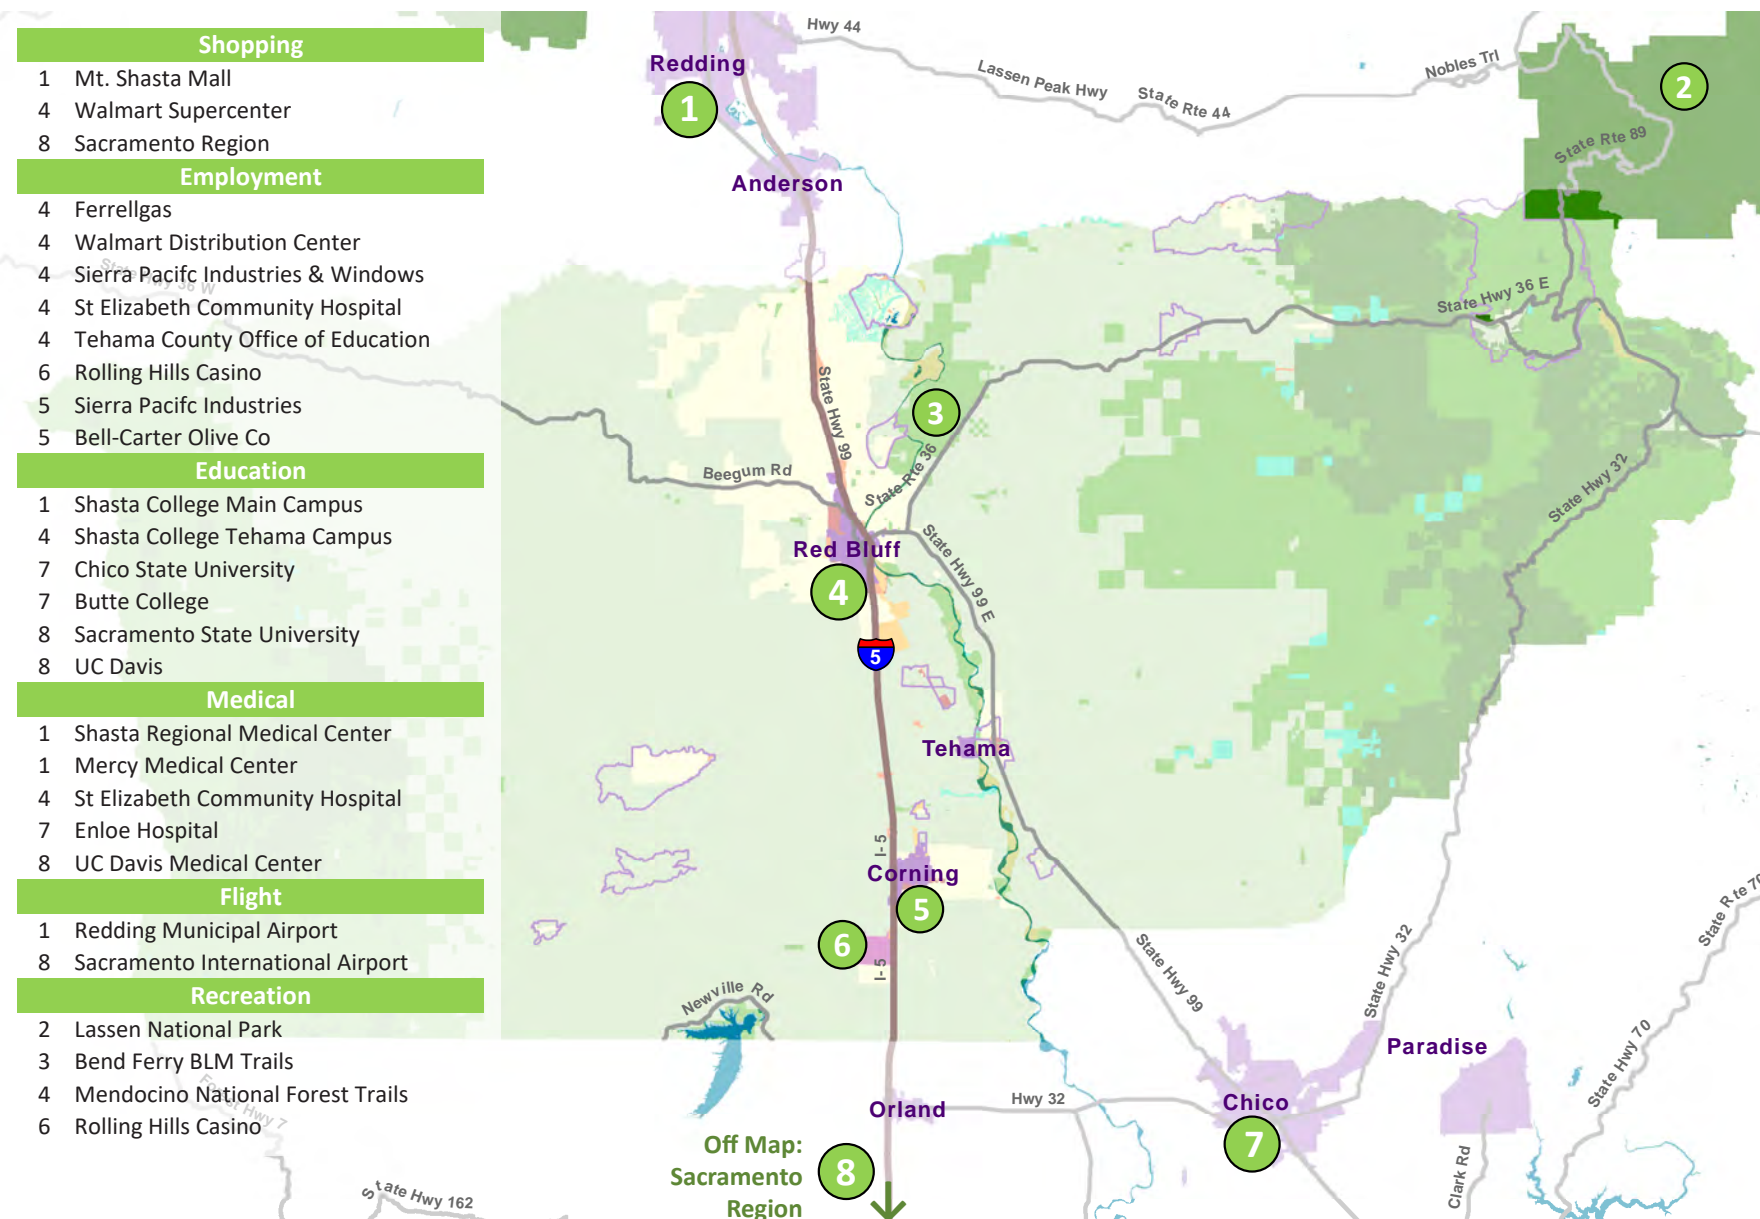 Shopping
1 Mt. Shasta Mall
4 Walmart Supercenter
8 Sacramento Region
Employment
4 Ferrellgas
4 Walmart Distribution Center
4 Sierra Pacifc Industries & Windows
4 St Elizabeth Community Hospital
4 Tehama County Office of Education
6 Rolling Hills Casino
5 Sierra Pacifc Industries
5 Bell-Carter Olive Co
Education
1 Shasta College Main Campus
4 Shasta College Tehama Campus
7 Chico State University
7 Butte College
8 Sacramento State University
8 UC Davis
Medical
1 Shasta Regional Medical Center
1 Mercy Medical Center
4 St Elizabeth Community Hospital
7 Enloe Hospital
8 UC Davis Medical Center
Flight
1 Redding Municipal Airport
8 Sacramento International Airport
Recreation
2 Lassen National Park
3 Bend Ferry BLM Trails
4 Mendocino National Forest Trails
6 Rolling Hills Casino
State Hwy 36 W
Forest Hwy 7
State Hwy 162
Hwy 44
Redding
1
Lassen Peak Hwy
State Rte 44
Nobles Trl
2
State Rte 89
Anderson
State Hwy 36 E
State Hwy 99
3
Beegum Rd
State Rte 36
State Hwy 32
Red Bluff
State Hwy 99 E
4
5
Tehama
I-5
Corning
5
6
I-5
State Hwy 99
State Hwy 32
State Rte 70
Newville Rd
Paradise
State Hwy 70
Orland
Hwy 32
Chico
7
Off Map:
Sacramento
Region
8
Clark Rd